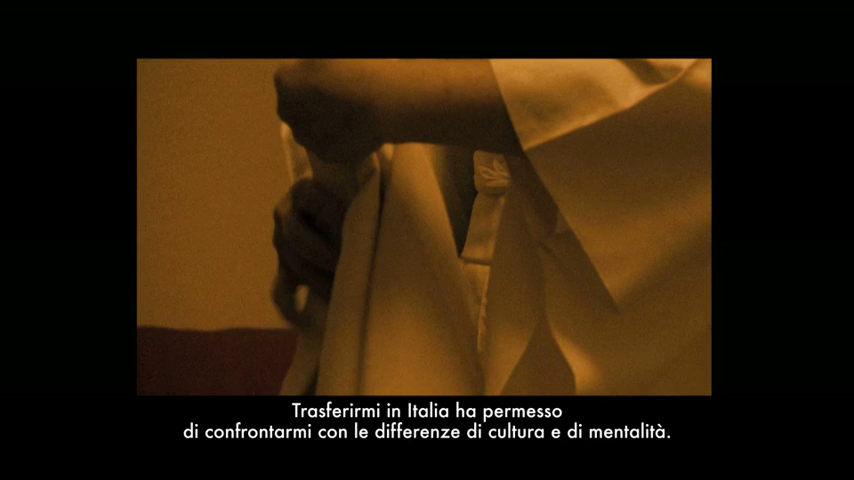 Trasferirmi in Italia ha permesso
di confrontarmi con le differenze di cultura e di mentalità.